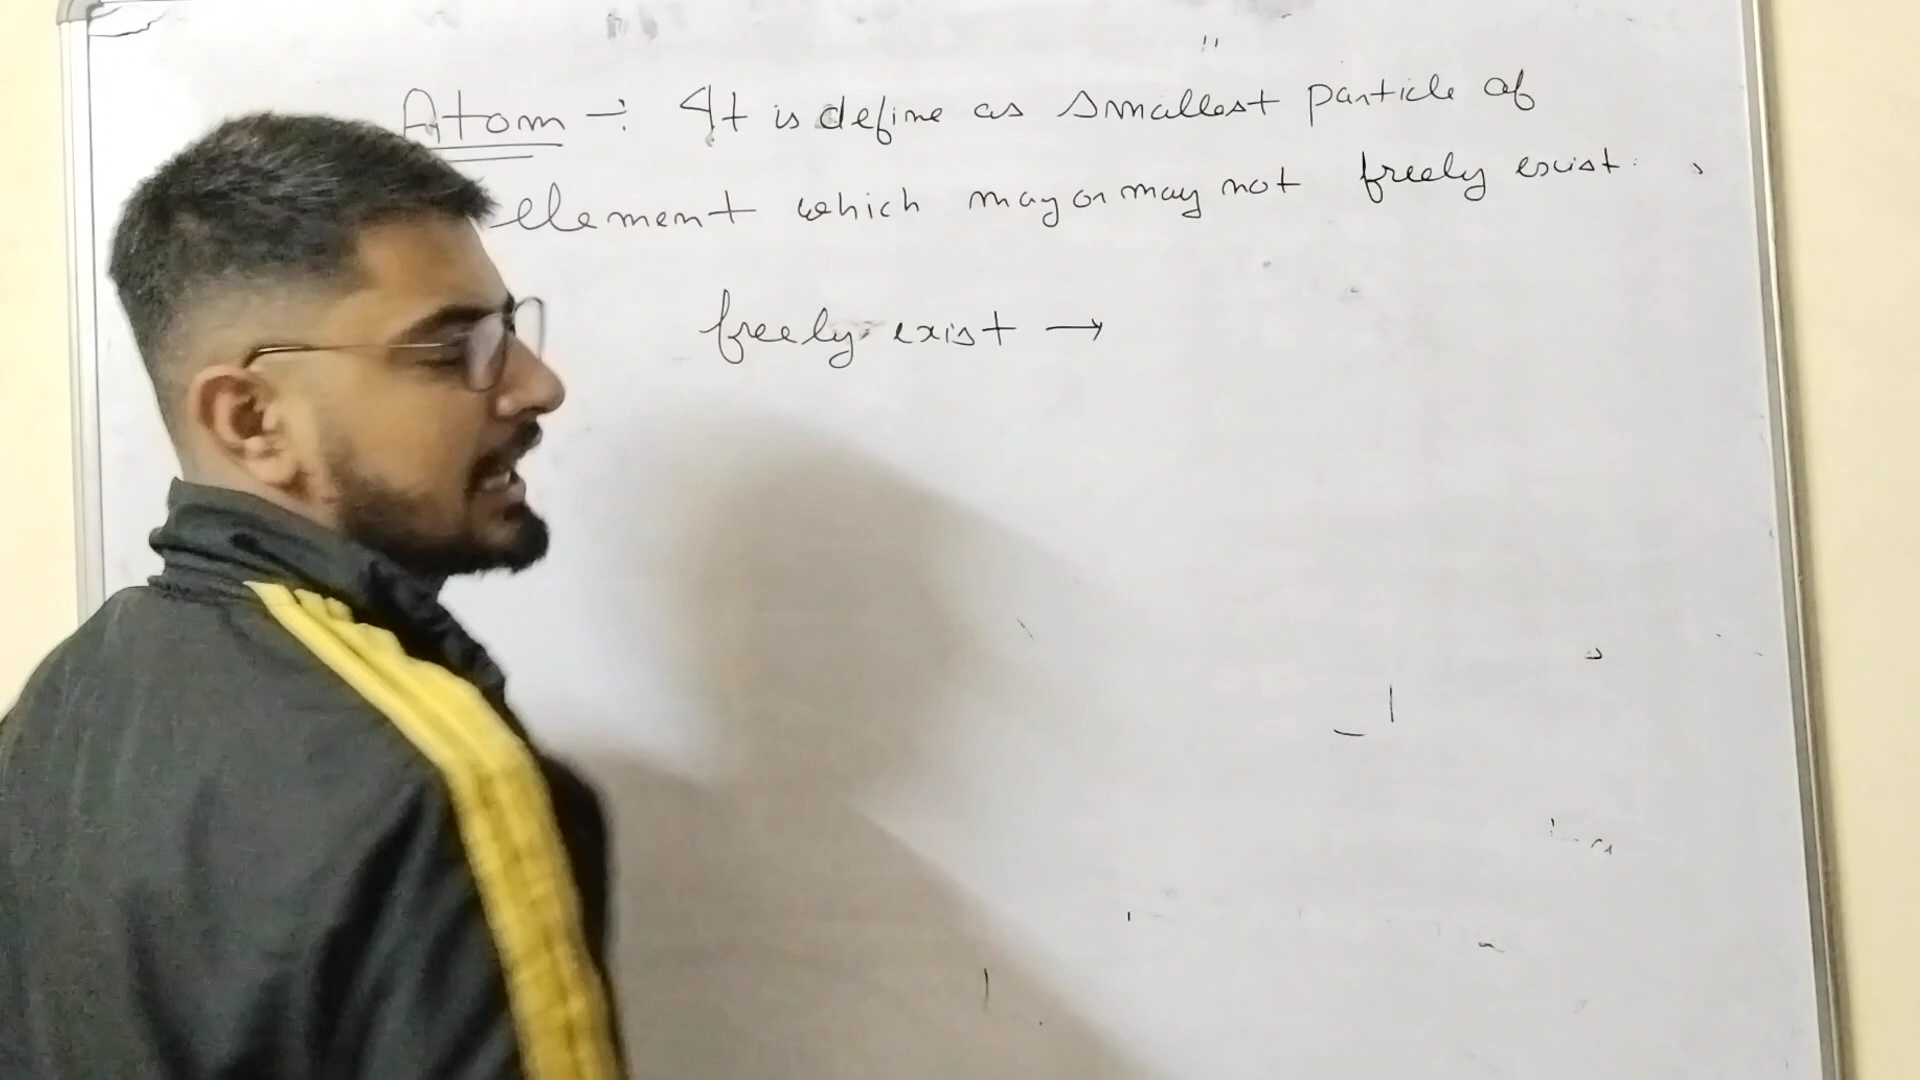 Atom -: It is define as smallest particle of
element which may or may not freely exist.
freely exist →